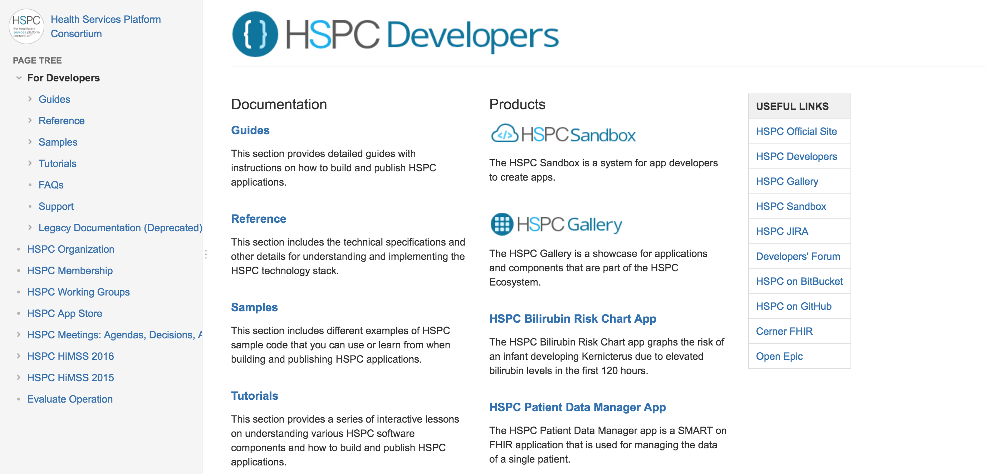 HSPC
the healthcare
services platform
consortium™
Health Services Platform
Consortium
PAGE TREE
For Developers
Guides
Reference
Samples
Tutorials
FAQs
Support
Legacy Documentation (Deprecated)
HSPC Organization
HSPC Membership
HSPC Working Groups
HSPC App Store
HSPC Meetings: Agendas, Decisions, A
HSPC HiMSS 2016
HSPC HiMSS 2015
Evaluate Operation
{ } HSPC Developers
Documentation
Guides
This section provides detailed guides with
instructions on how to build and publish HSPC
applications.
Reference
This section includes the technical specifications and
other details for understanding and implementing the
HSPC technology stack.
Samples
This section includes different examples of HSPC
sample code that you can use or learn from when
building and publishing HSPC applications.
Tutorials
This section provides a series of interactive lessons
on understanding various HSPC software
components and how to build and publish HSPC
applications.
Products
</> HSPC Sandbox
The HSPC Sandbox is a system for app developers
to create apps.
HSPC Gallery
The HSPC Gallery is a showcase for applications
and components that are part of the HSPC
Ecosystem.
HSPC Bilirubin Risk Chart App
The HSPC Bilirubin Risk Chart app graphs the risk of
an infant developing Kernicterus due to elevated
bilirubin levels in the first 120 hours.
HSPC Patient Data Manager App
The HSPC Patient Data Manager app is a SMART on
FHIR application that is used for managing the data
of a single patient.
USEFUL LINKS
HSPC Official Site
HSPC Developers
HSPC Gallery
HSPC Sandbox
HSPC JIRA
Developers' Forum
HSPC on BitBucket
HSPC on GitHub
Cerner FHIR
Open Epic